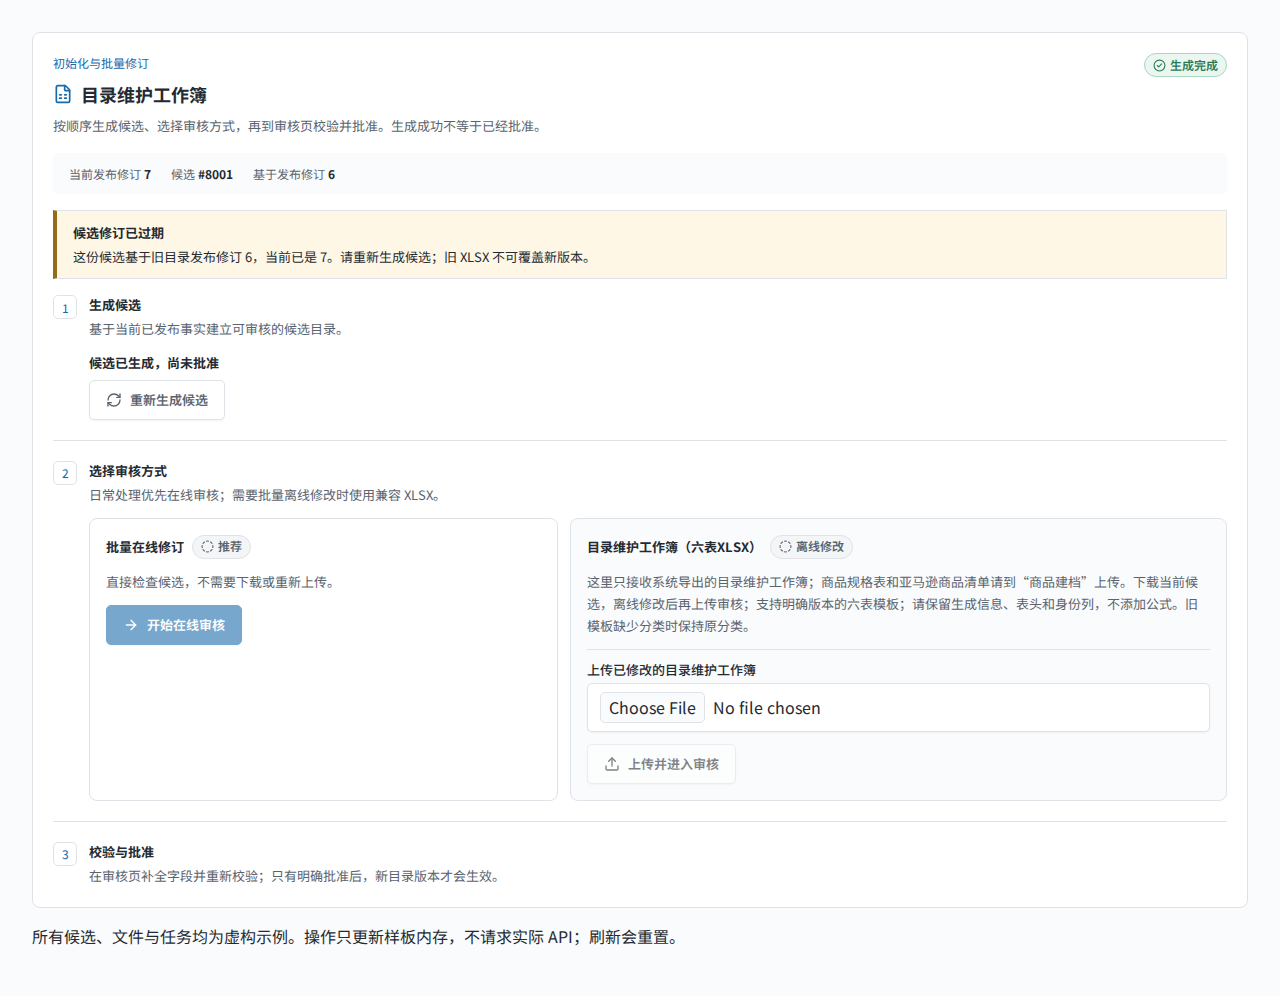 初始化与批量修订
生成完成
目录维护工作簿
按顺序生成候选、选择审核方式，再到审核页校验并批准。生成成功不等于已经批准。
当前发布修订 7 候选 #8001 基于发布修订 6
候选修订已过期
这份候选基于旧目录发布修订 6，当前已是 7。请重新生成候选；旧 XLSX 不可覆盖新版本。
1 生成候选
基于当前已发布事实建立可审核的候选目录。
候选已生成，尚未批准
重新生成候选
2 选择审核方式
日常处理优先在线审核；需要批量离线修改时使用兼容 XLSX。
批量在线修订 推荐
直接检查候选，不需要下载或重新上传。
开始在线审核
目录维护工作簿（六表XLSX） 离线修改
这里只接收系统导出的目录维护工作簿；商品规格表和亚马逊商品清单请到“商品建档”上传。下载当前候
选，离线修改后再上传审核；支持明确版本的六表模板；请保留生成信息、表头和身份列，不添加公式。旧
模板缺少分类时保持原分类。
上传已修改的目录维护工作簿
Choose File No file chosen
上传并进入审核
3 校验与批准
在审核页补全字段并重新校验；只有明确批准后，新目录版本才会生效。
所有候选、文件与任务均为虚构示例。操作只更新样板内存，不请求实际 API；刷新会重置。